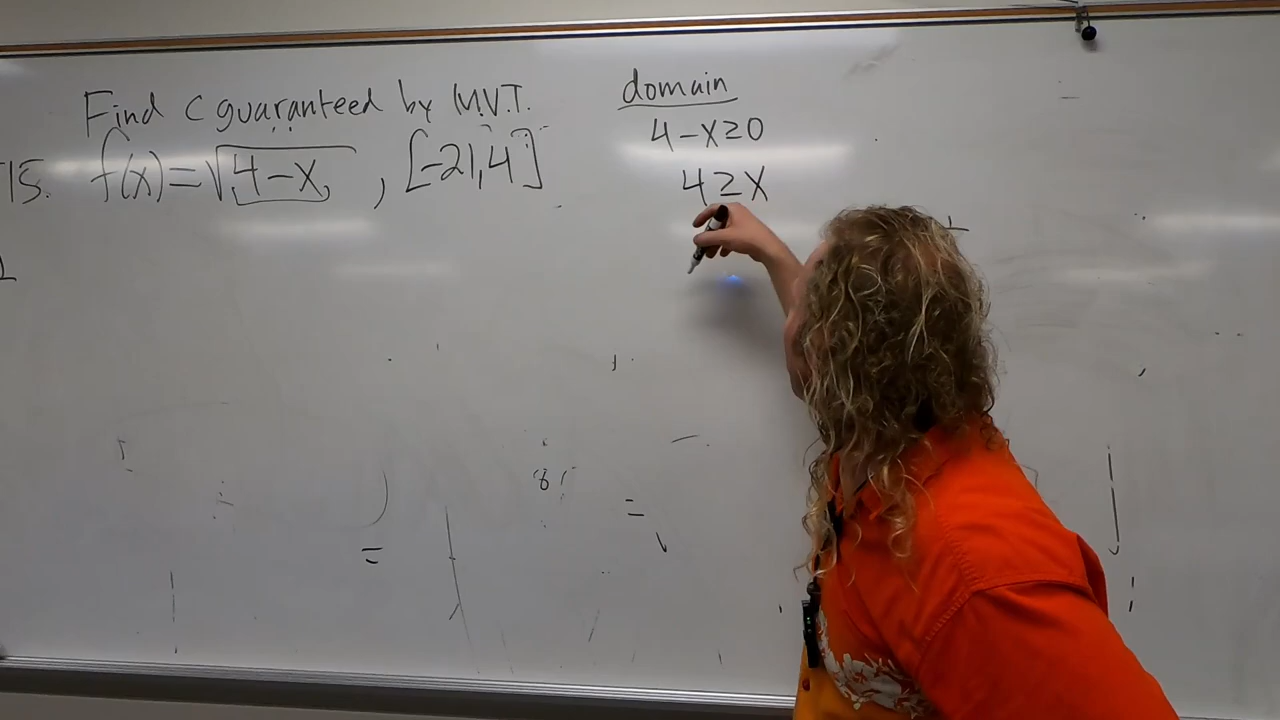 Find c guaranteed by M.V.T.
15. f(x)=√4-x , [-21,4]
domain
4-x≥0
4≥x